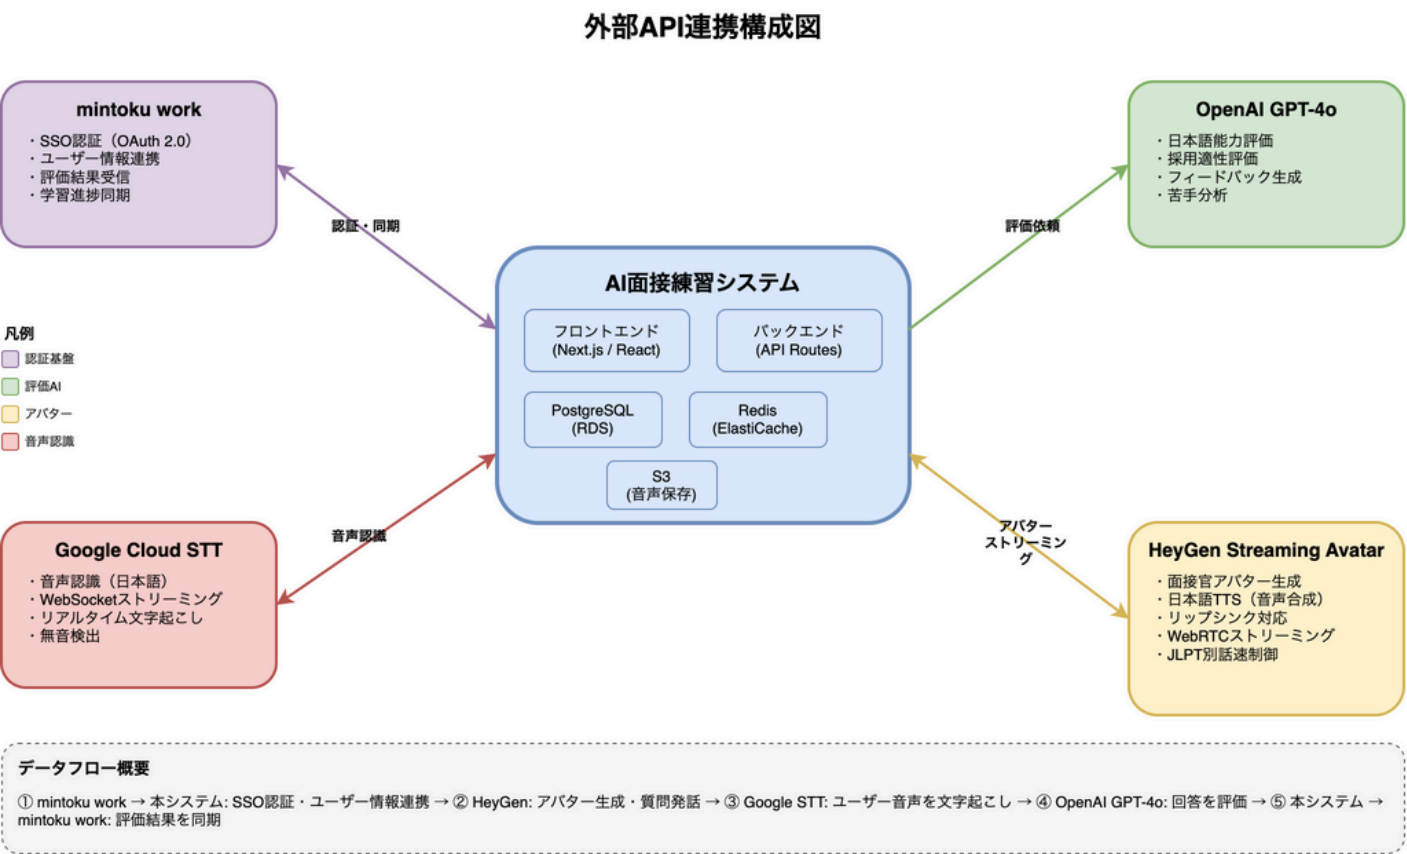 外部API連携構成図
mintoku work
・SSO認証（OAuth 2.0）
・ユーザー情報連携
・評価結果受信
・学習進捗同期
OpenAI GPT-4o
・日本語能力評価
・採用適性評価
・フィードバック生成
・苦手分析
認証・同期
評価依頼
AI面接練習システム
フロントエンド
(Next.js / React)
バックエンド
(API Routes)
PostgreSQL
(RDS)
Redis
(ElastiCache)
S3
(音声保存)
凡例
認証基盤
評価AI
アバター
音声認識
音声認識
アバター
ストリーミン
グ
Google Cloud STT
・音声認識（日本語）
・WebSocketストリーミング
・リアルタイム文字起こし
・無音検出
HeyGen Streaming Avatar
・面接官アバター生成
・日本語TTS（音声合成）
・リップシンク対応
・WebRTCストリーミング
・JLPT別話速制御
データフロー概要
① mintoku work → 本システム: SSO認証・ユーザー情報連携 → ② HeyGen: アバター生成・質問発話 → ③ Google STT: ユーザー音声を文字起こし → ④ OpenAI GPT-4o: 回答を評価 → ⑤ 本システム →
mintoku work: 評価結果を同期